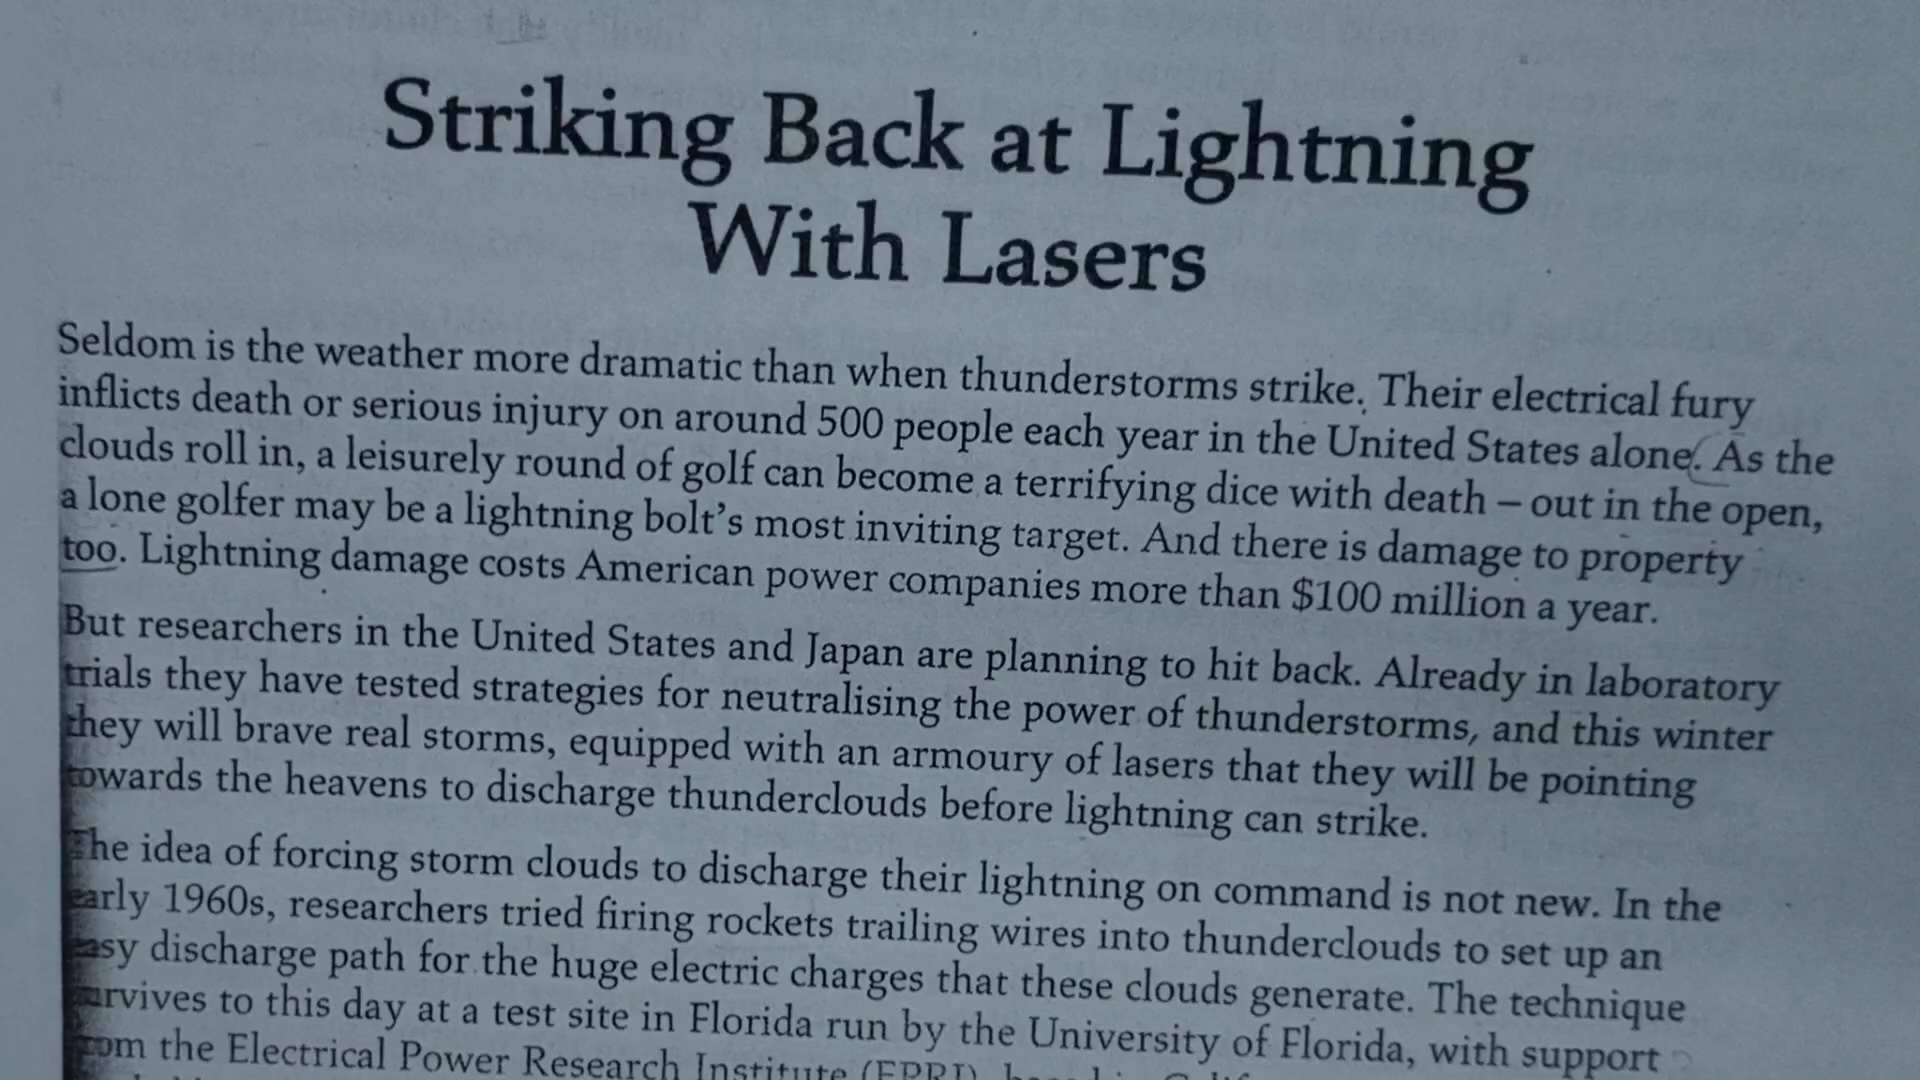 Striking Back at Lightning
With Lasers
Seldom is the weather more dramatic than when thunderstorms strike. Their electrical fury
inflicts death or serious injury on around 500 people each year in the United States alone. As the
clouds roll in, a leisurely round of golf can become a terrifying dice with death – out in the open,
a lone golfer may be a lightning bolt's most inviting target. And there is damage to property
too. Lightning damage costs American power companies more than $100 million a year.
But researchers in the United States and Japan are planning to hit back. Already in laboratory
trials they have tested strategies for neutralising the power of thunderstorms, and this winter
they will brave real storms, equipped with an armoury of lasers that they will be pointing
towards the heavens to discharge thunderclouds before lightning can strike.
The idea of forcing storm clouds to discharge their lightning on command is not new. In the
early 1960s, researchers tried firing rockets trailing wires into thunderclouds to set up an
easy discharge path for the huge electric charges that these clouds generate. The technique
survives to this day at a test site in Florida run by the University of Florida, with support
from the Electrical Power Research Institute (EPRI),